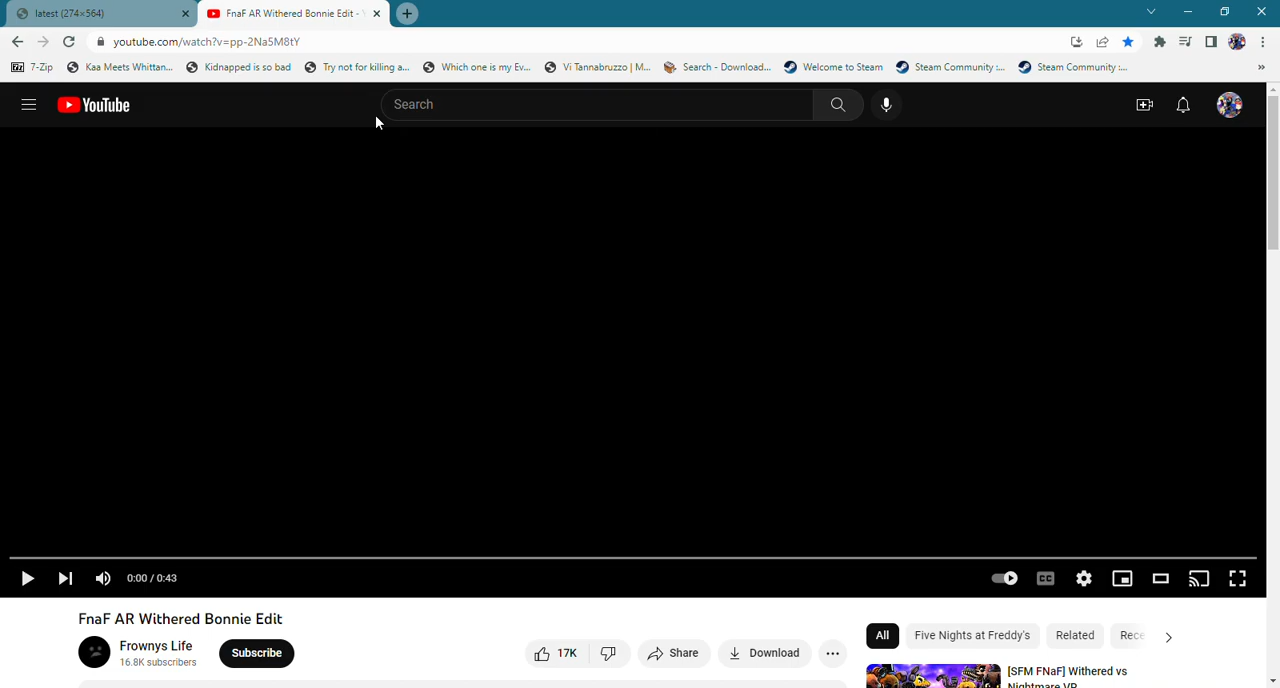 latest (274×564)
FnaF AR Withered Bonnie Edit -
youtube.com/watch?v=pp-2Na5M8tY
7-Zip
Kaa Meets Whittan...
Kidnapped is so bad
Try not for killing a...
Which one is my Ev...
Vi Tannabruzzo | M...
Search - Download...
Welcome to Steam
Steam Community :...
Steam Community :...
YouTube
Search
0:00 / 0:43
CC
FnaF AR Withered Bonnie Edit
Frownys Life
16.8K subscribers
Subscribe
17K
Share
Download
All
Five Nights at Freddy's
Related
Rece
[SFM FNaF] Withered vs
Nightmare VR